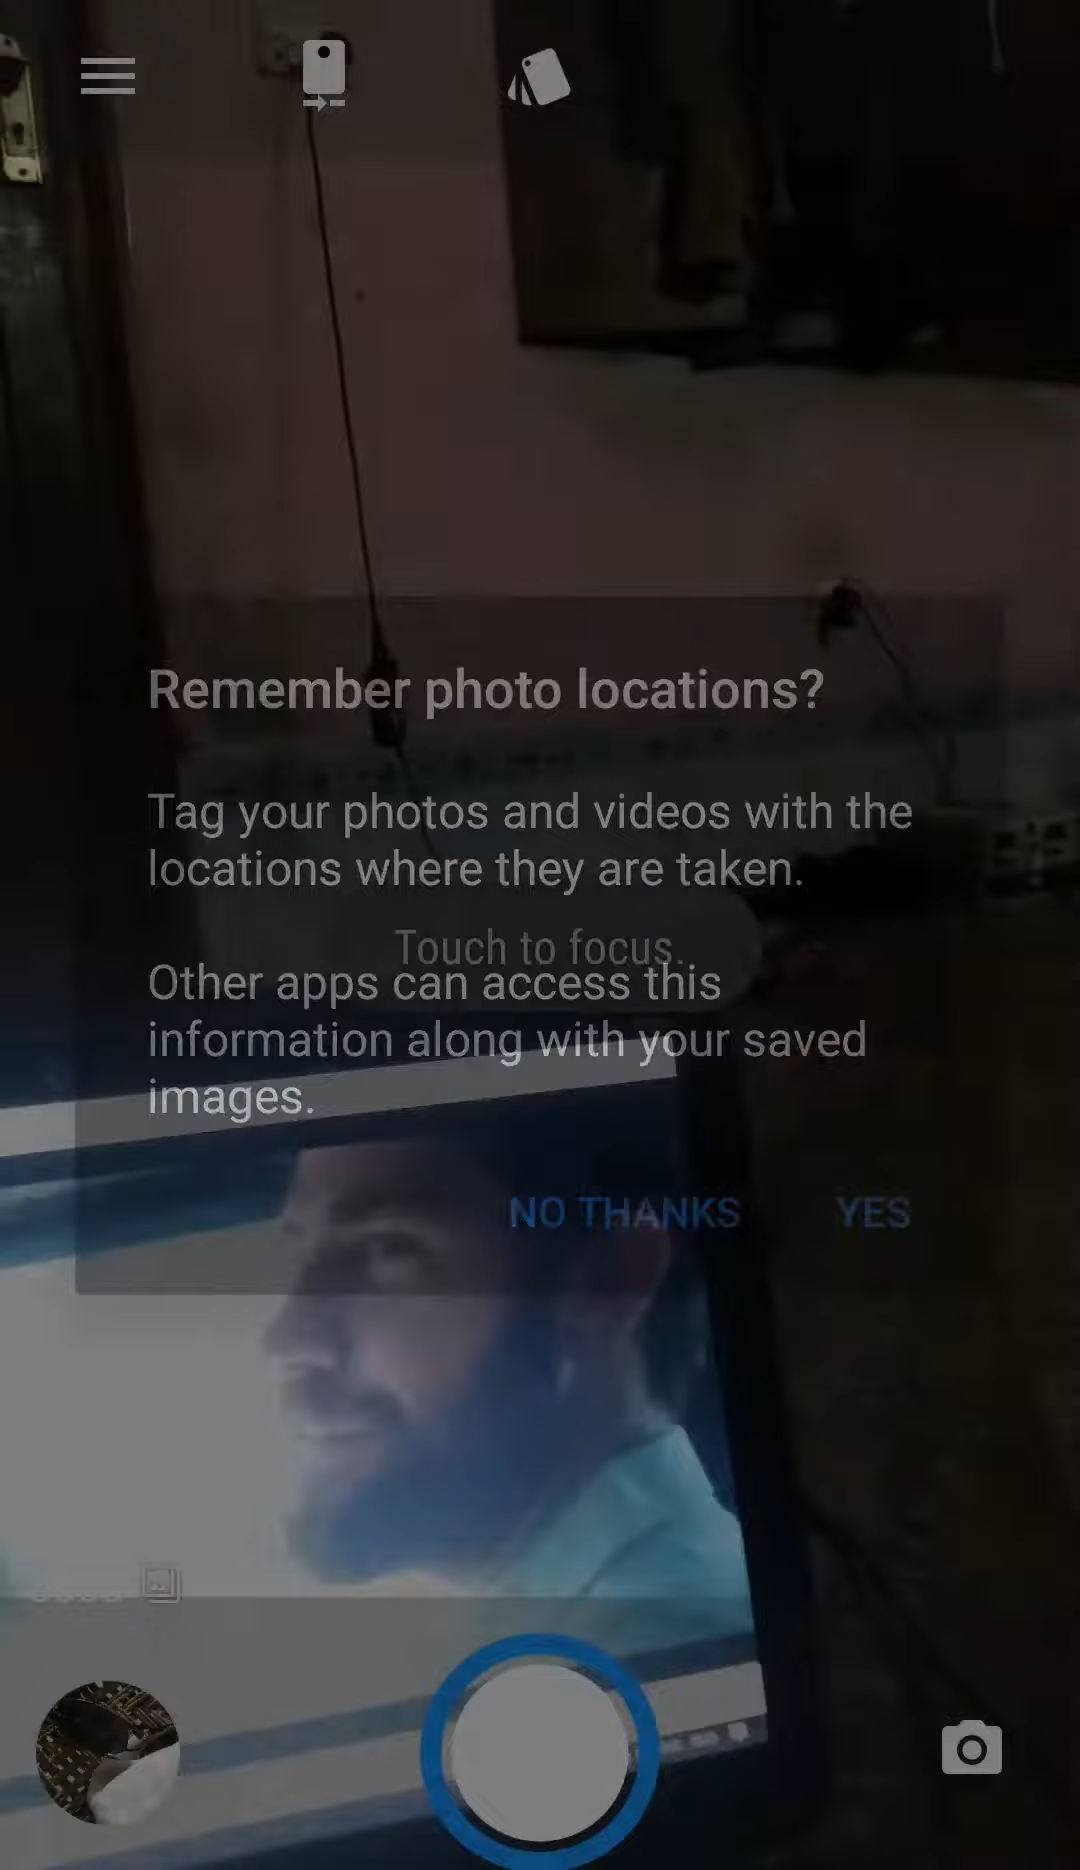 Remember photo locations?
Tag your photos and videos with the
locations where they are taken.
Touch to focus.
Other apps can access this
information along with your saved
images.
NO THANKS YES